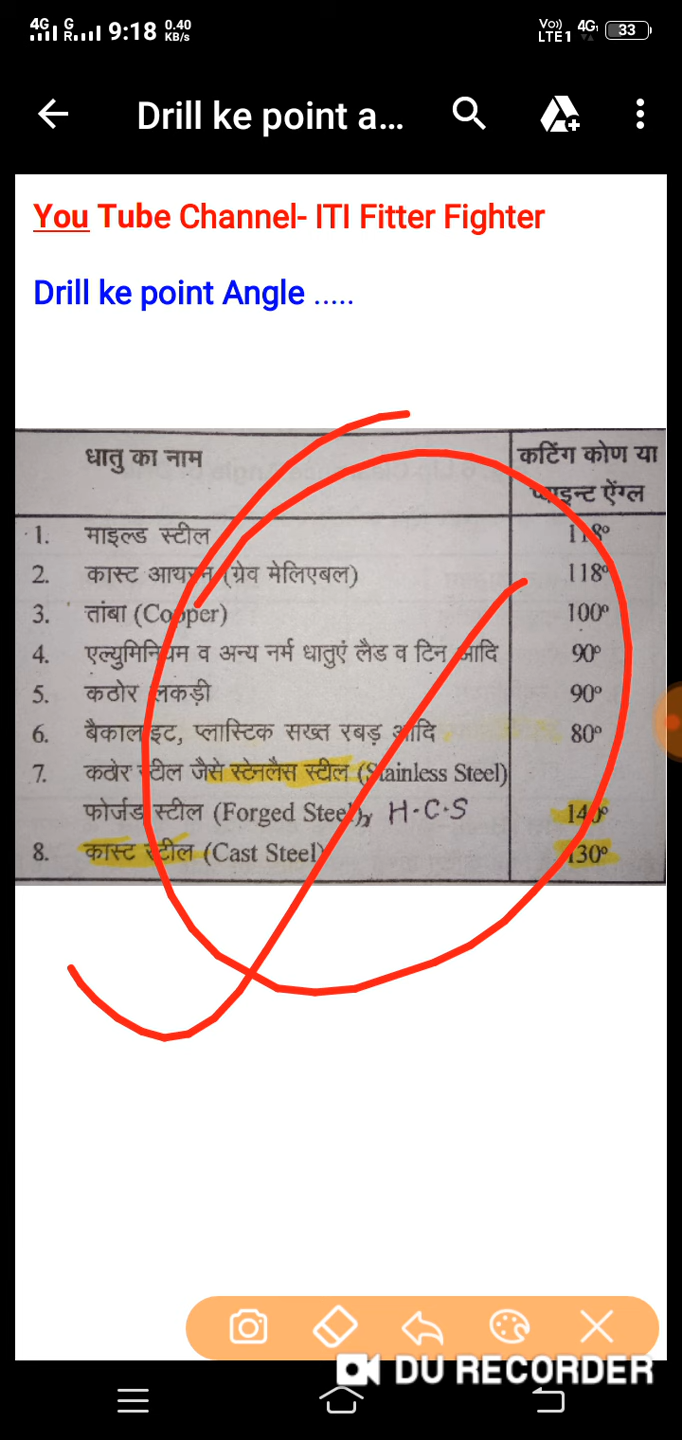 4G G R 9:18 0.40 KB/s Vo) LTE1 4G 33
Drill ke point a...
You Tube Channel- ITI Fitter Fighter
Drill ke point Angle .....
धातु का नाम कटिंग कोण या
प्वाइन्ट ऐंग्ल
1. माइल्ड स्टील 118°
2. कास्ट आयरन (ग्रेव मेलिएबल) 118°
3. तांबा (Copper) 100°
4. एल्युमिनियम व अन्य नर्म धातुएं लैड व टिन आदि 90°
5. कठोर लकड़ी 90°
6. बैकालाइट, प्लास्टिक सख्त रबड़ आदि 80°
7. कठोर स्टील जैसे स्टेनलैस स्टील (Stainless Steel)
फोर्जड स्टील (Forged Steel), H·C·S 140°
8. कास्ट स्टील (Cast Steel) 130°
DU RECORDER